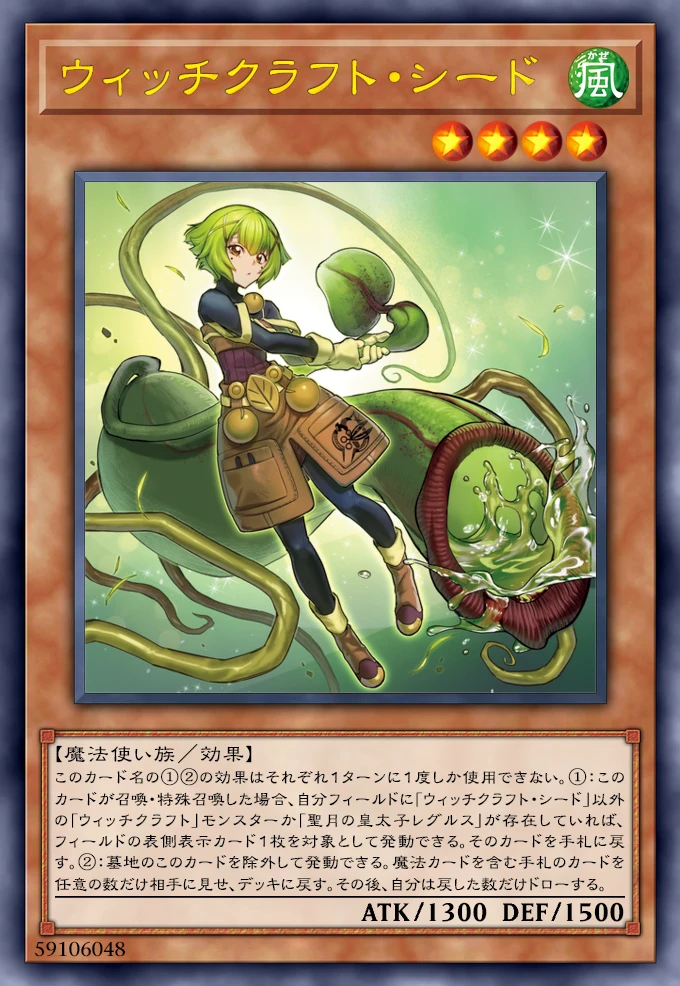 ウィッチクラフト・シード
かぜ
風
【魔法使い族／効果】
このカード名の①②の効果はそれぞれ１ターンに１度しか使用できない。①：この
カードが召喚・特殊召喚した場合、自分フィールドに「ウィッチクラフト・シード」以外
の「ウィッチクラフト」モンスターか「聖月の皇太子レグルス」が存在していれば、
フィールドの表側表示カード１枚を対象として発動できる。そのカードを手札に戻
す。②：墓地のこのカードを除外して発動できる。魔法カードを含む手札のカードを
任意の数だけ相手に見せ、デッキに戻す。その後、自分は戻した数だけドローする。
ATK/1300 DEF/1500
59106048